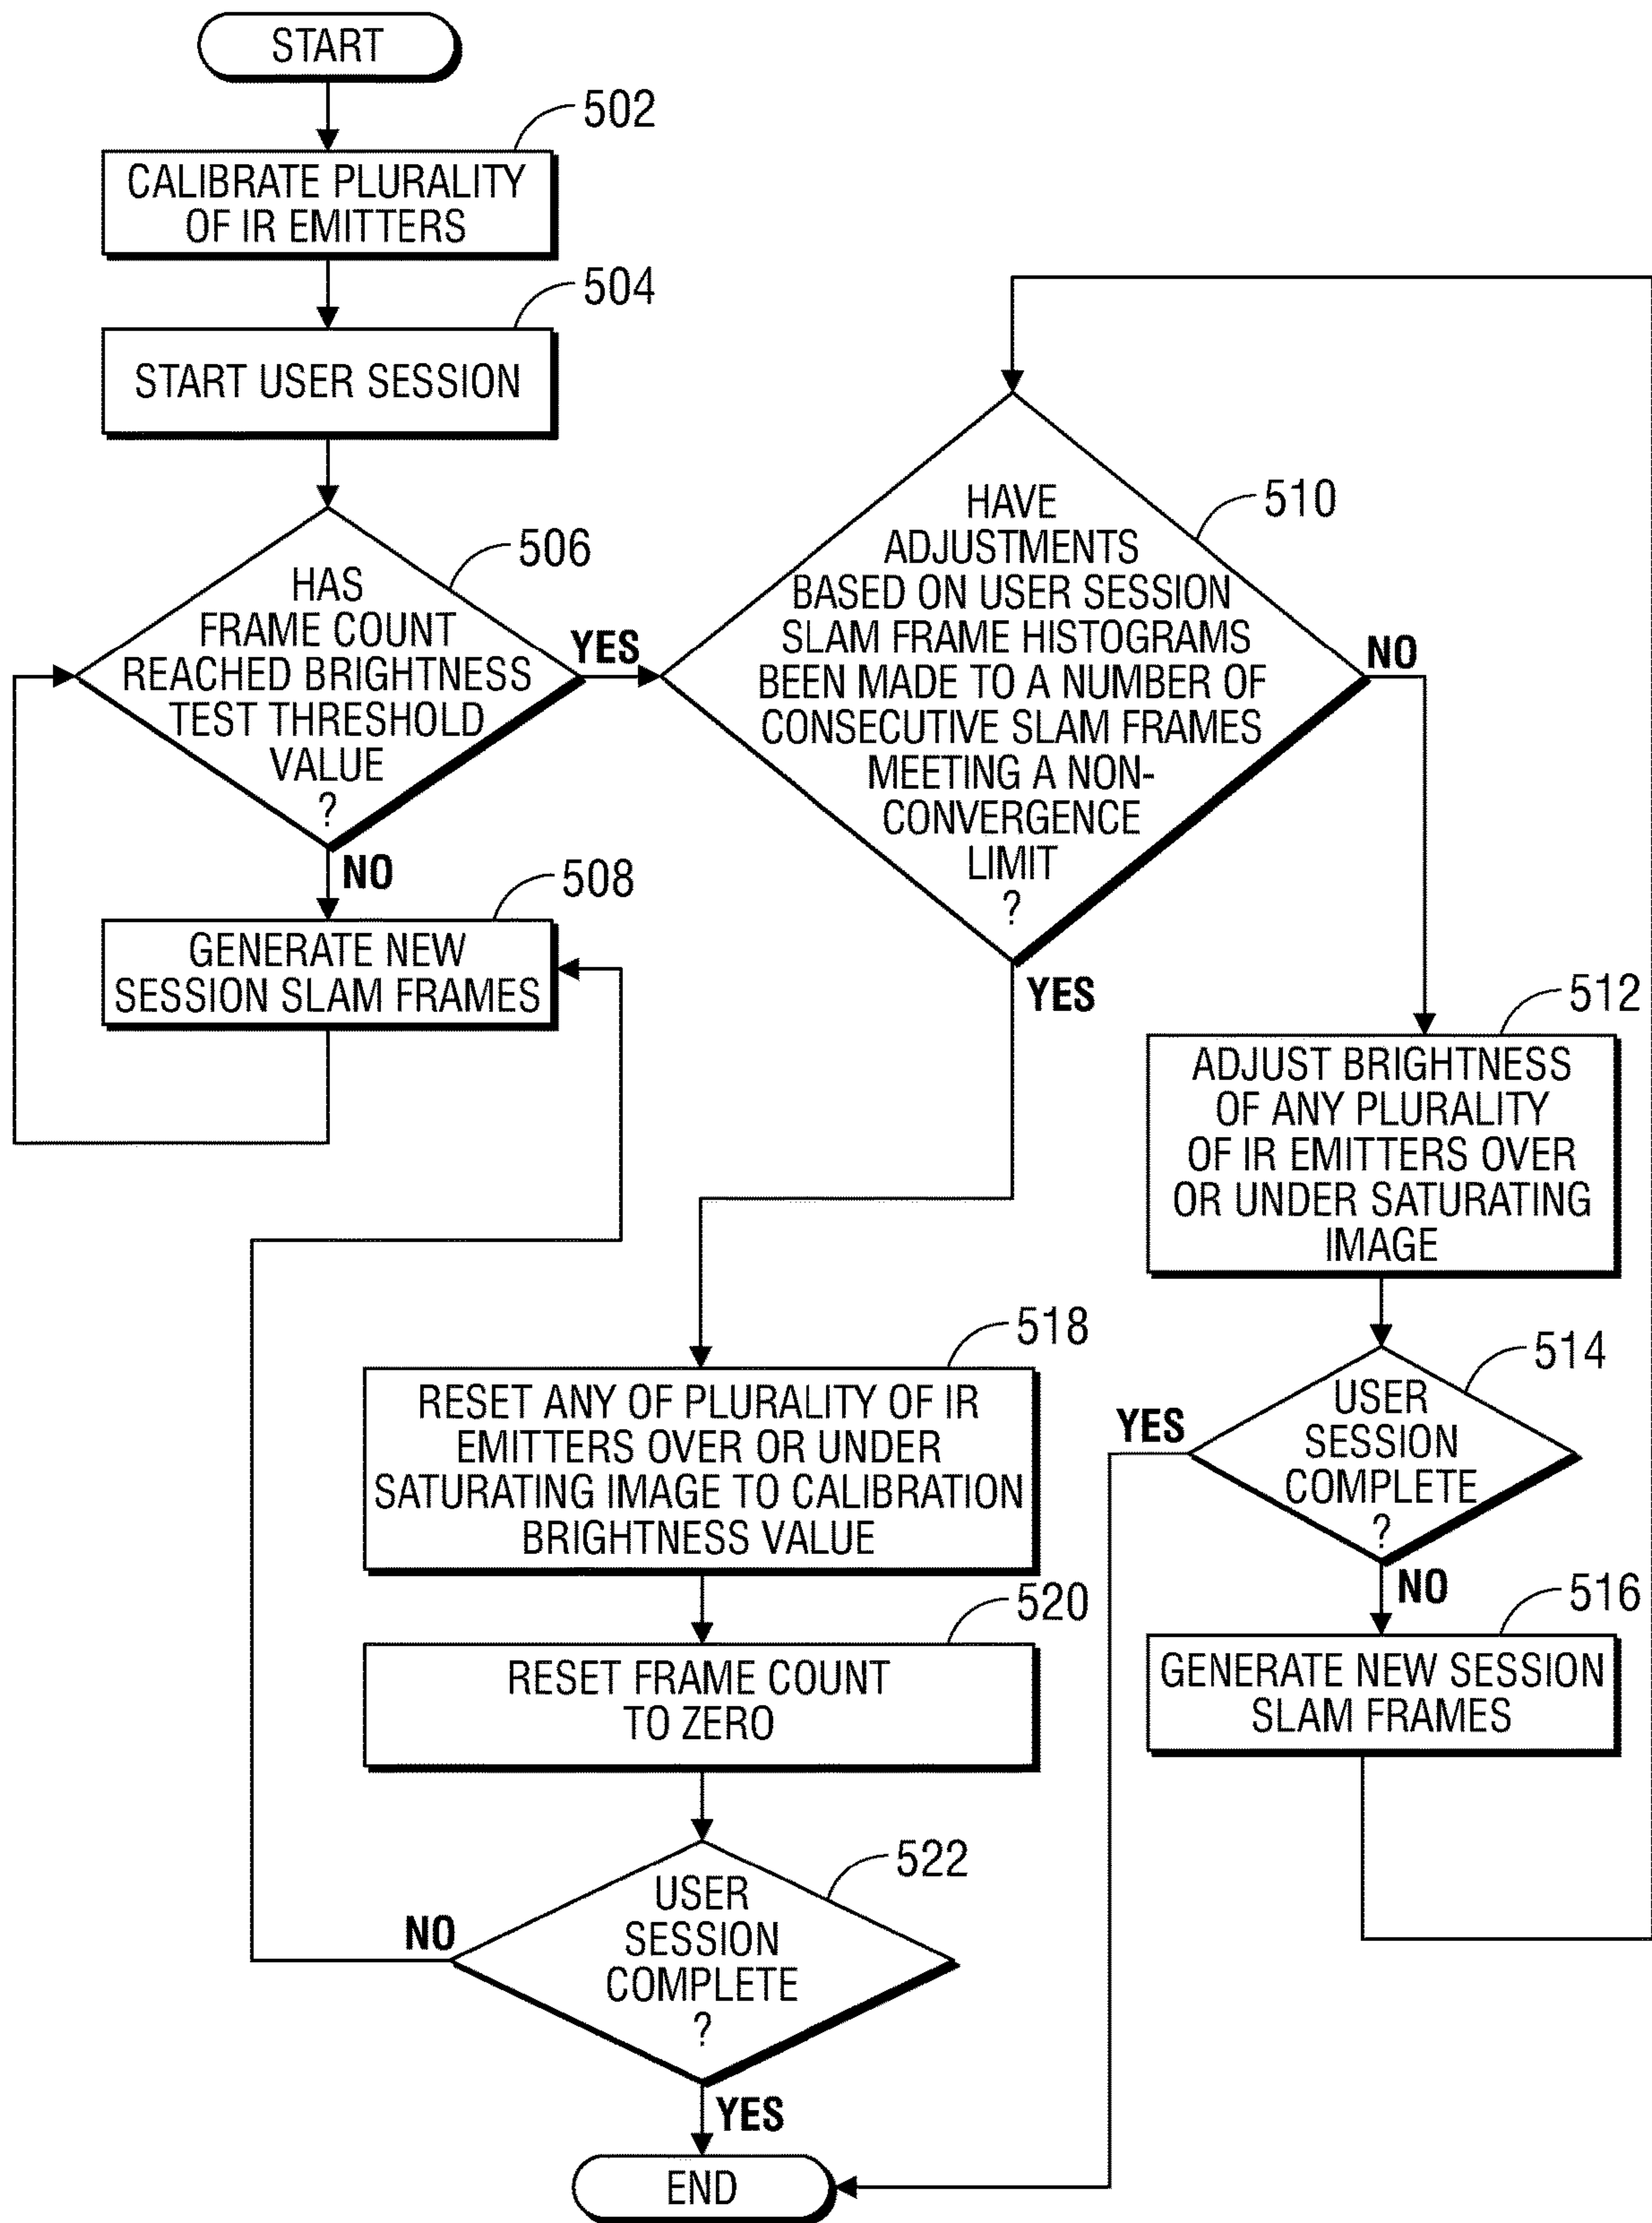 START
502
CALIBRATE PLURALITY
OF IR EMITTERS
504
START USER SESSION
506
HAS
FRAME COUNT
REACHED BRIGHTNESS
TEST THRESHOLD
VALUE
?
YES
NO
508
GENERATE NEW
SESSION SLAM FRAMES
510
HAVE
ADJUSTMENTS
BASED ON USER SESSION
SLAM FRAME HISTOGRAMS
BEEN MADE TO A NUMBER OF
CONSECUTIVE SLAM FRAMES
MEETING A NON-
CONVERGENCE
LIMIT
?
NO
YES
512
ADJUST BRIGHTNESS
OF ANY PLURALITY
OF IR EMITTERS OVER
OR UNDER SATURATING
IMAGE
514
USER
SESSION
COMPLETE
?
YES
NO
516
GENERATE NEW SESSION
SLAM FRAMES
518
RESET ANY OF PLURALITY OF IR
EMITTERS OVER OR UNDER
SATURATING IMAGE TO CALIBRATION
BRIGHTNESS VALUE
520
RESET FRAME COUNT
TO ZERO
522
USER
SESSION
COMPLETE
?
NO
YES
END